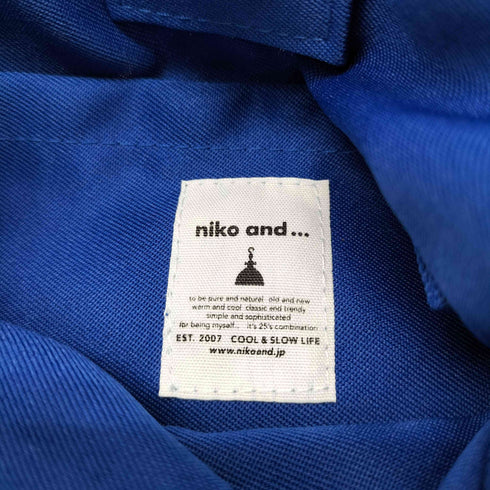 niko and...
to be pure and natural old and new
warm and cool classic and trendy
simple and sophisticated
for being myself... it's 25's combination
EST. 2007 COOL & SLOW LIFE
www.nikoand.jp